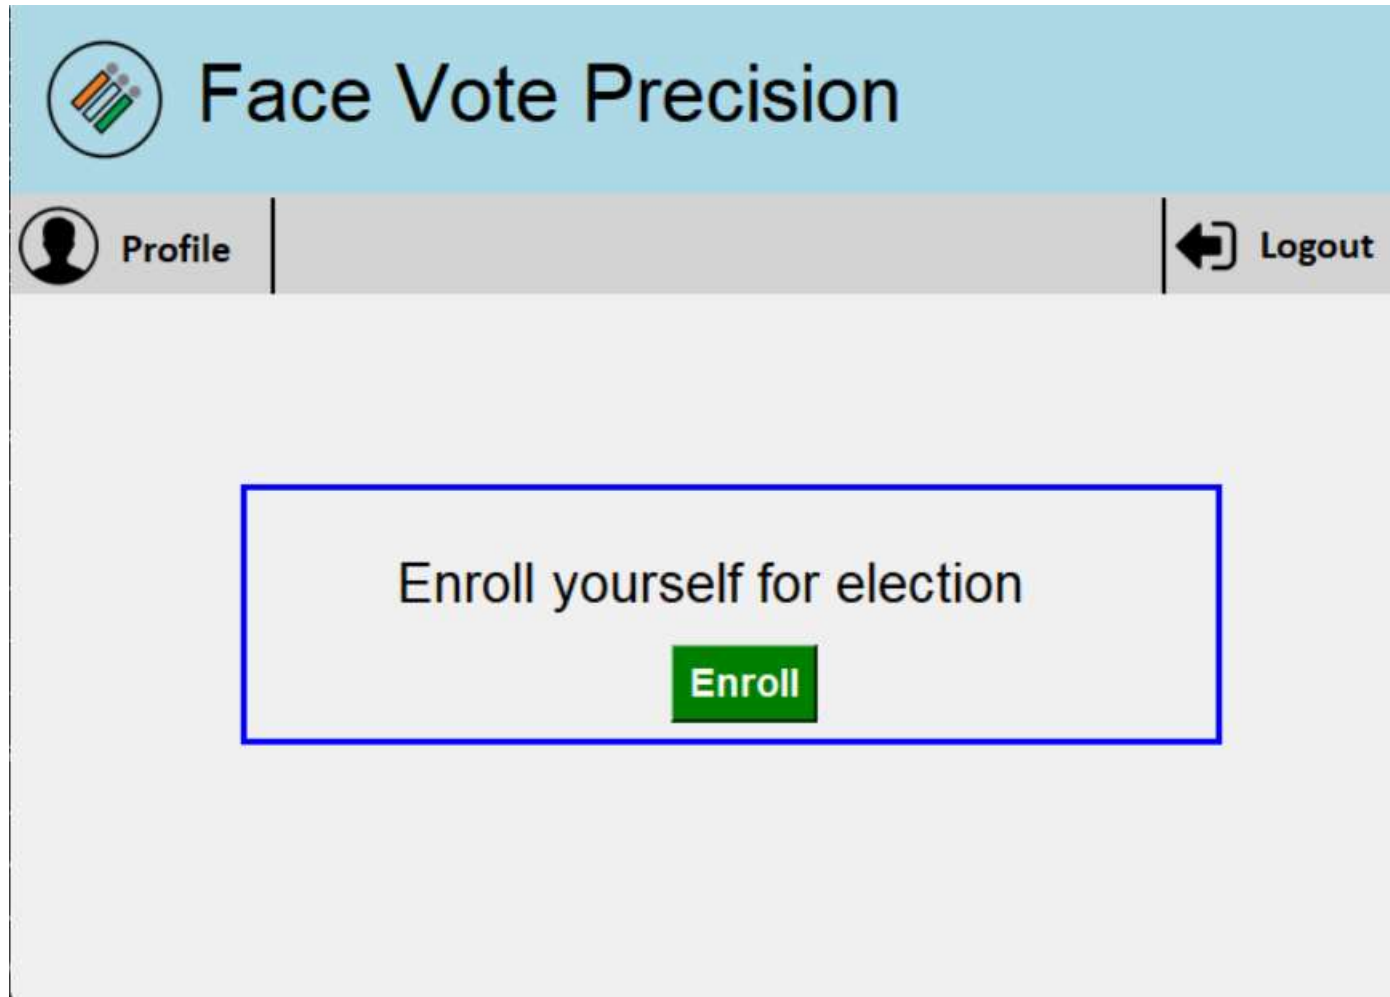 Face Vote Precision
Profile
Logout
Enroll yourself for election
Enroll